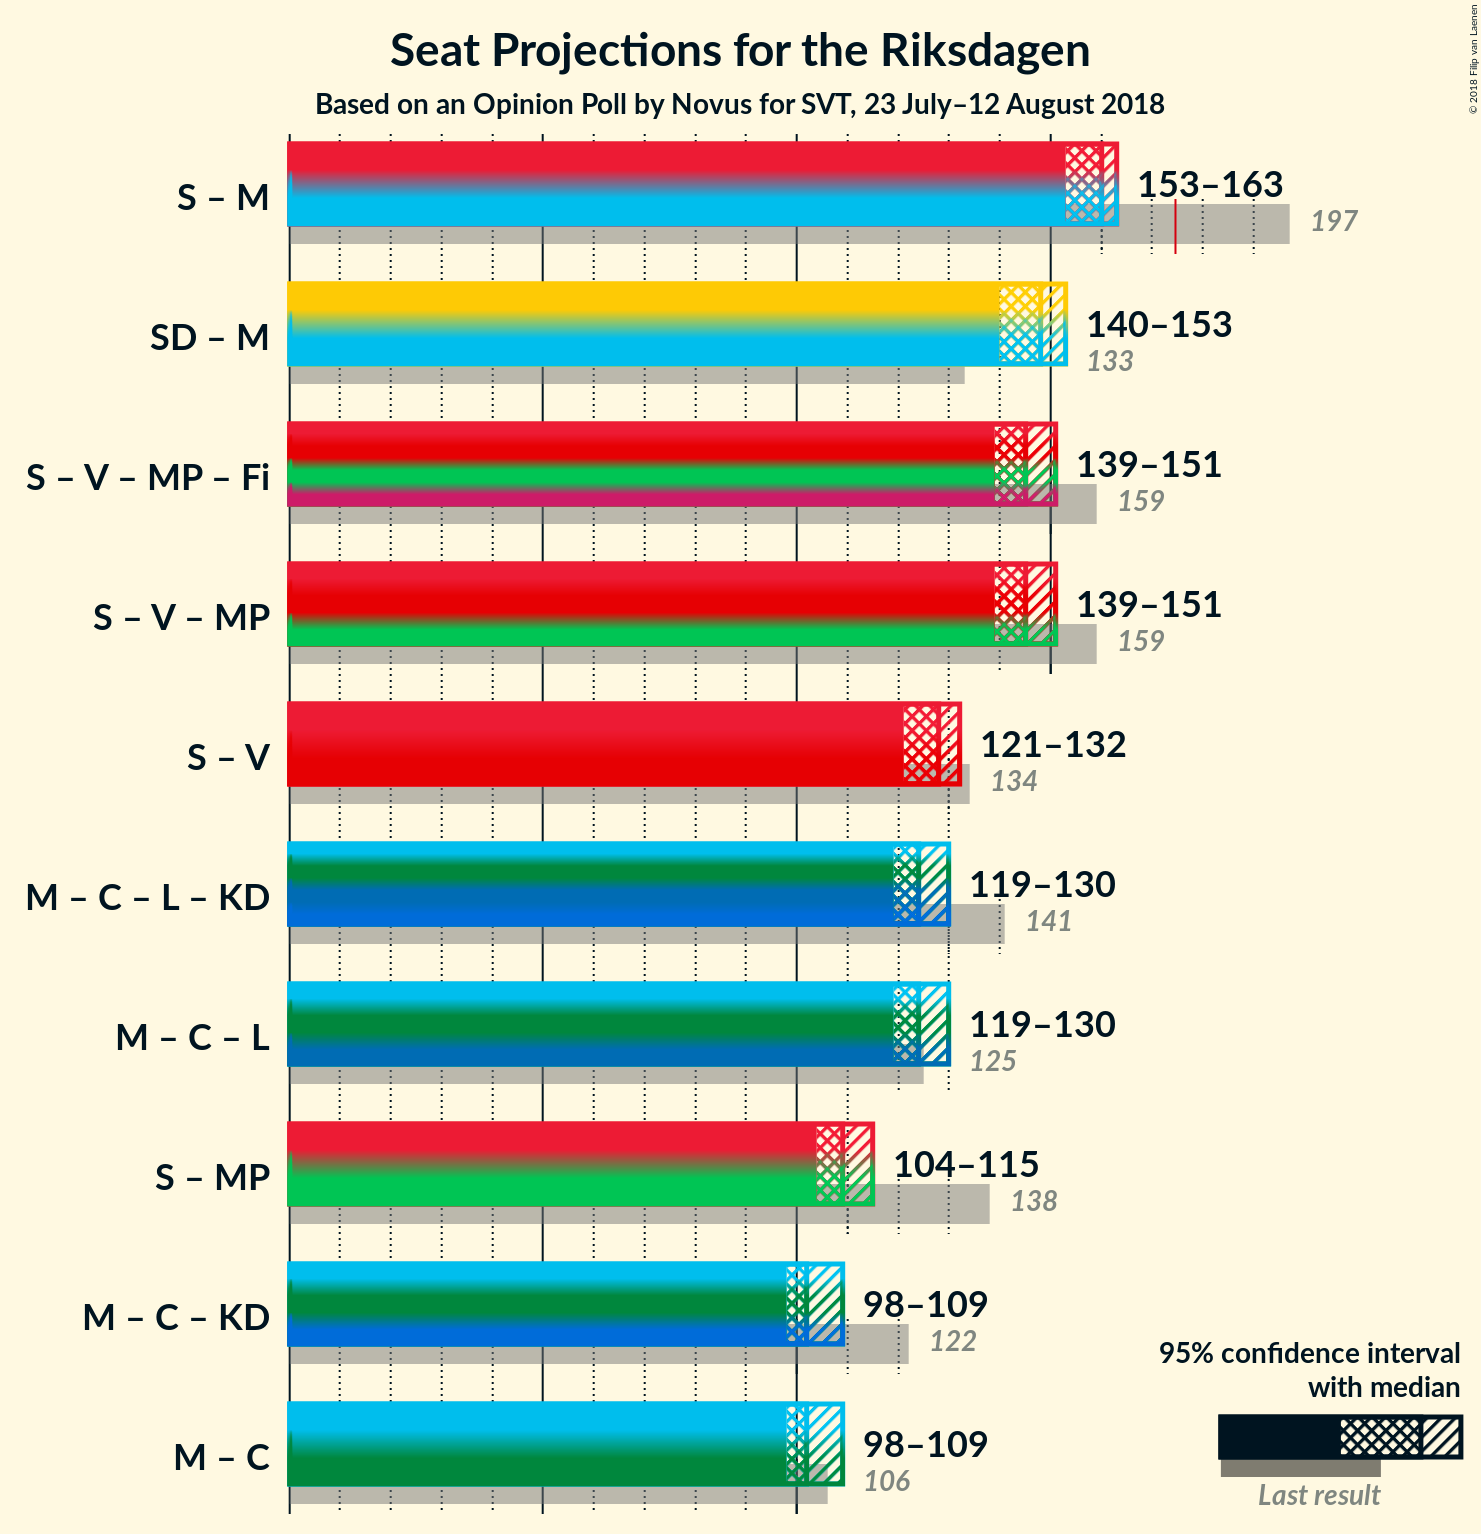 Seat Projections for the Riksdagen
Based on an Opinion Poll by Novus for SVT, 23 July–12 August 2018
© 2018 Filip van Laenen
S – M
153–163
197
SD – M
140–153
133
S – V – MP – Fi
139–151
159
S – V – MP
139–151
159
S – V
121–132
134
M – C – L – KD
119–130
141
M – C – L
119–130
125
S – MP
104–115
138
M – C – KD
98–109
122
M – C
98–109
106
95% confidence interval
with median
Last result